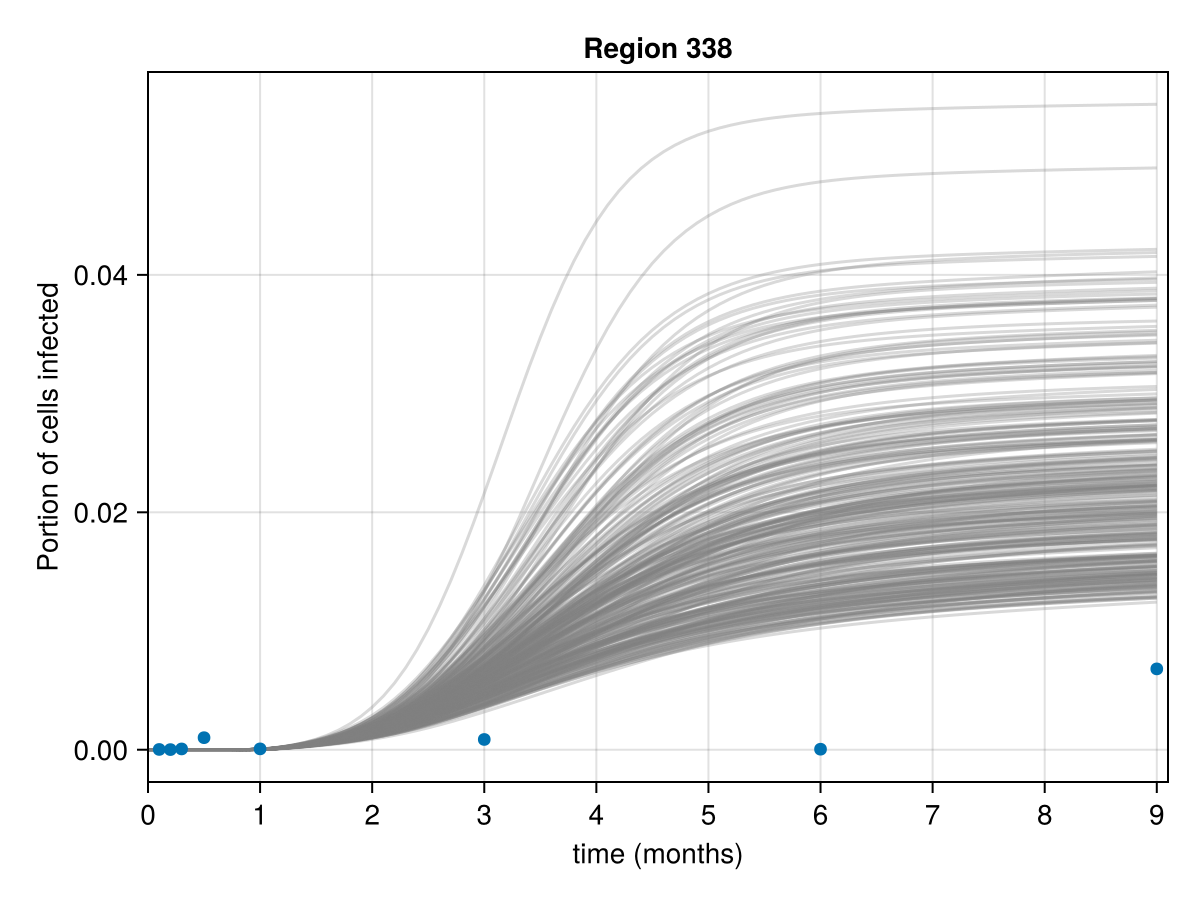 Region 338
Portion of cells infected
0.04
0.02
0.00
0 1 2 3 4 5 6 7 8 9
time (months)